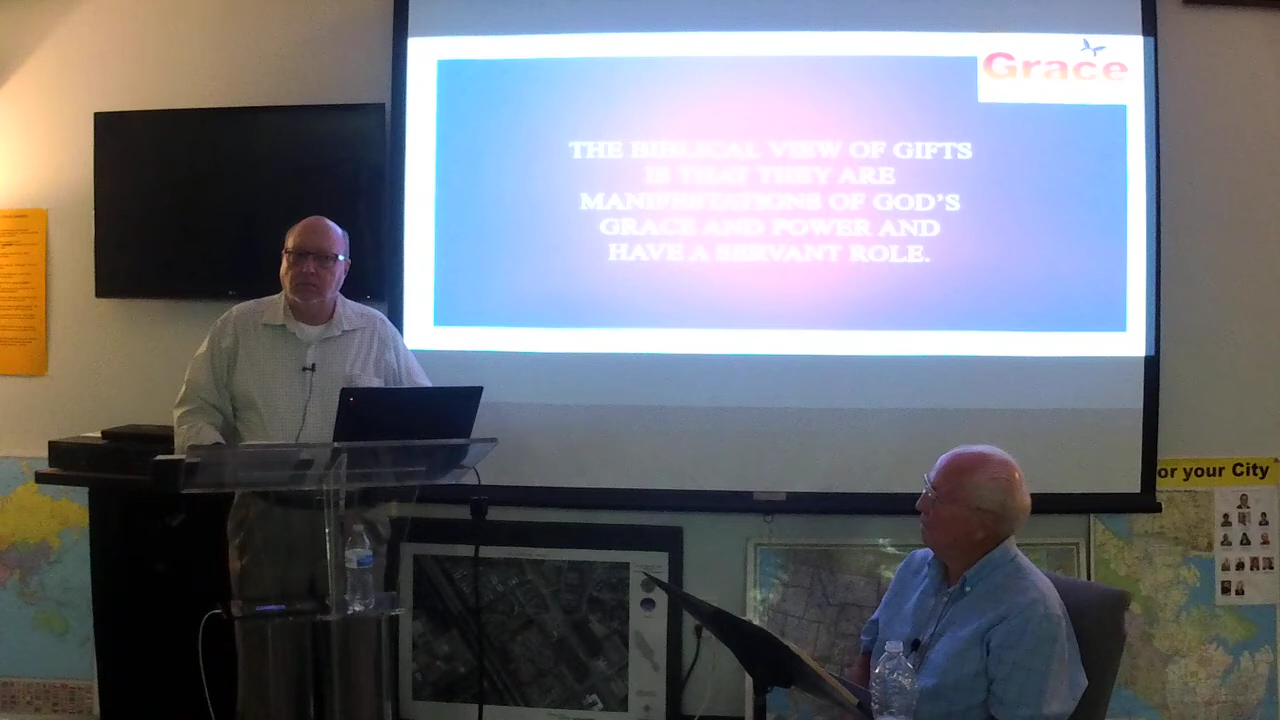 Grace
THE BIBLICAL VIEW OF GIFTS
IS THAT THEY ARE
MANIFESTATIONS OF GOD'S
GRACE AND POWER AND
HAVE A SERVANT ROLE.
or your City